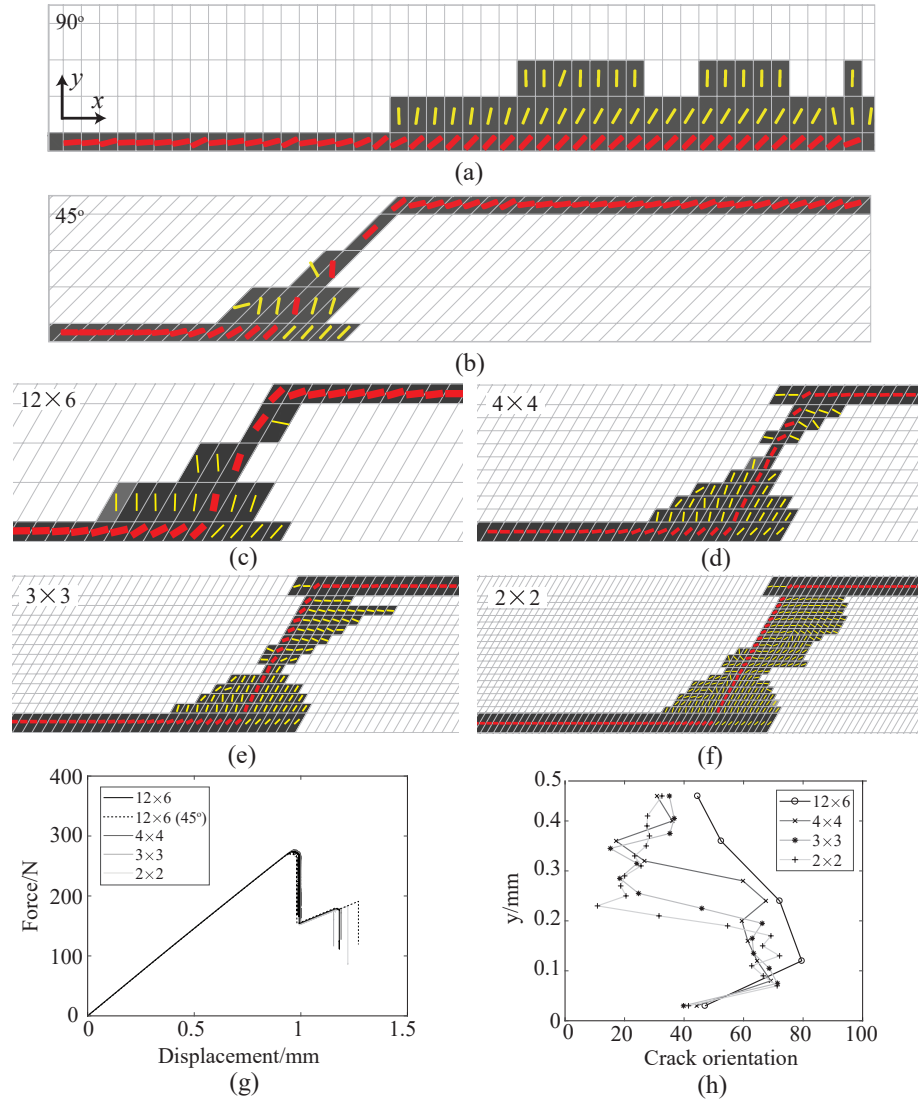 90°
y
x
(a)
45°
(b)
12×6
4×4
(c)
(d)
3×3
2×2
(e)
(f)
400
300
200
100
0
Force/N
12×6
12×6 (45°)
4×4
3×3
2×2
0
0.5
1
1.5
Displacement/mm
(g)
0.5
0.4
0.3
0.2
0.1
0
y/mm
12×6
4×4
3×3
2×2
0
20
40
60
80
100
Crack orientation
(h)